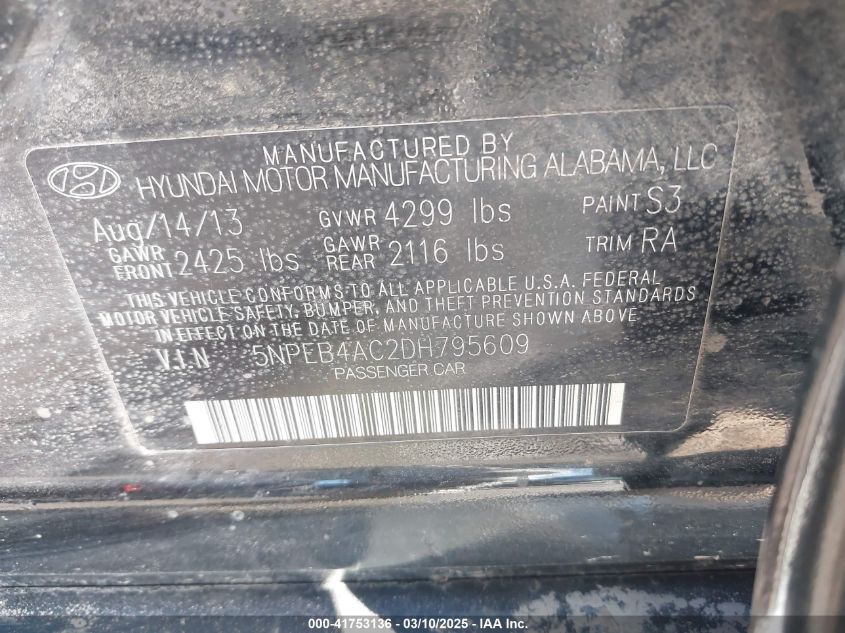 MANUFACTURED BY
HYUNDAI MOTOR MANUFACTURING ALABAMA, LLC
Aug/14/13 GVWR 4299 lbs PAINT S3
GAWR FRONT 2425 lbs GAWR REAR 2116 lbs TRIM RA
THIS VEHICLE CONFORMS TO ALL APPLICABLE U.S.A. FEDERAL
MOTOR VEHICLE SAFETY, BUMPER, AND THEFT PREVENTION STANDARDS
IN EFFECT ON THE DATE OF MANUFACTURE SHOWN ABOVE
V.I.N 5NPEB4AC2DH795609
PASSENGER CAR
000-41753136 - 03/10/2025 - IAA Inc.